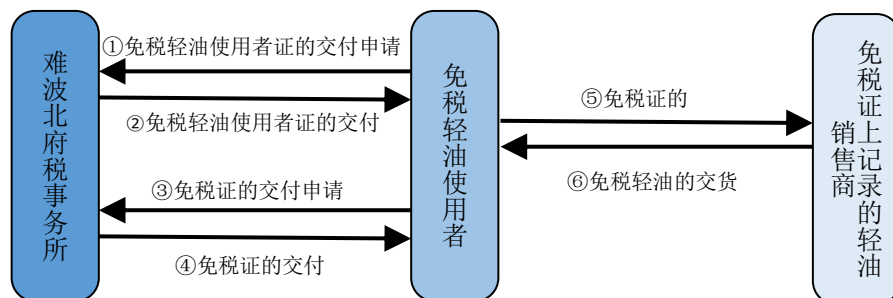 难波北府税事务所
①免税轻油使用者证的交付申请
②免税轻油使用者证的交付
③免税证的交付申请
④免税证的交付
免税轻油使用者
⑤免税证的
⑥免税轻油的交货
免税证上记录的轻油
销售商